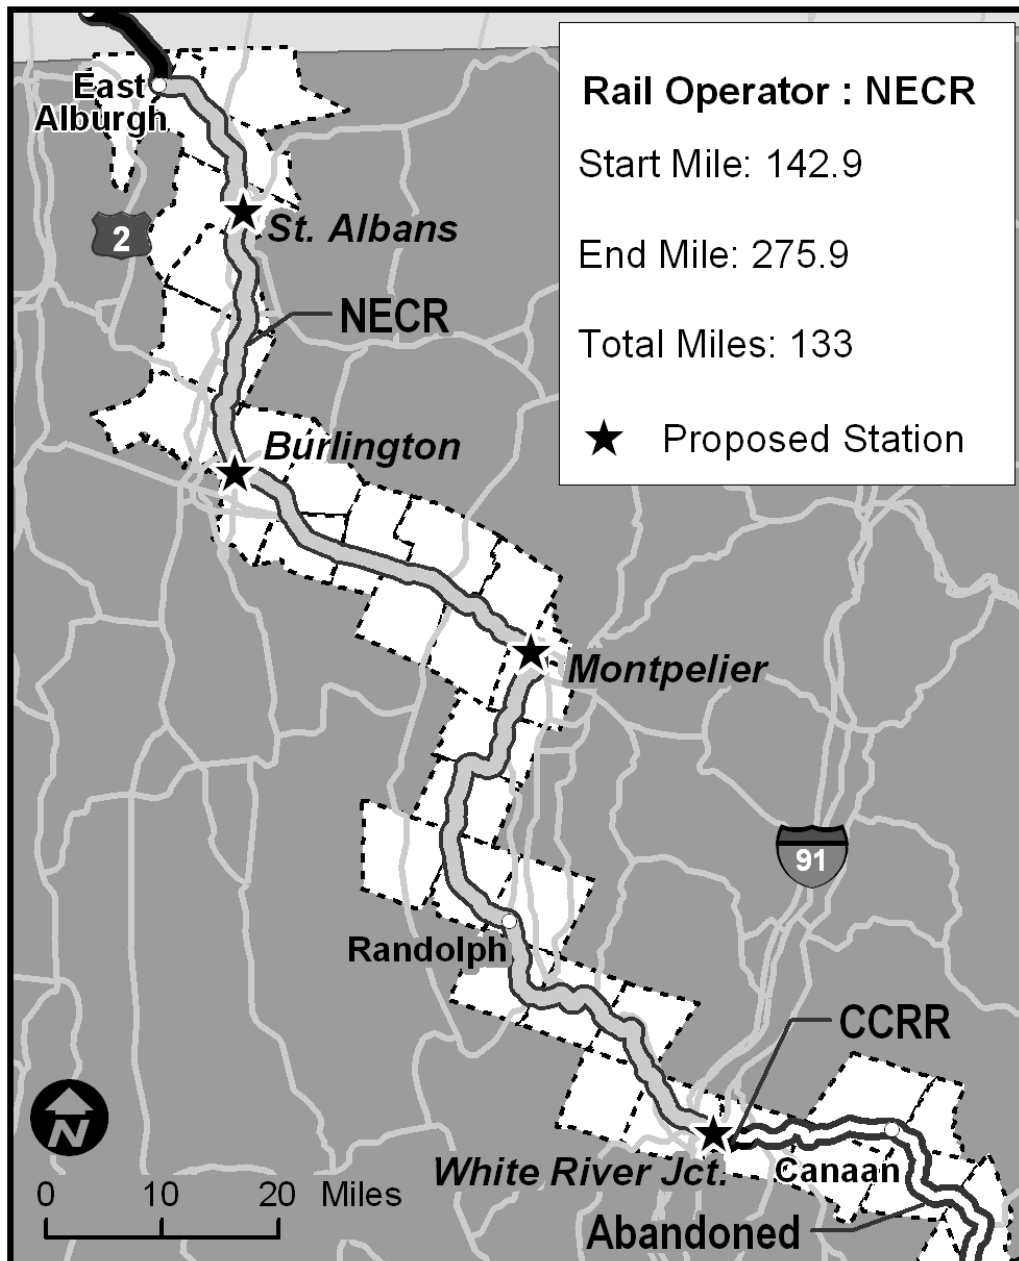 East
Alburgh
Rail Operator : NECR
Start Mile: 142.9
2
St. Albans
End Mile: 275.9
NECR
Total Miles: 133
Proposed Station
Burlington
Montpelier
91
Randolph
CCRR
N
White River Jct.
Canaan
0 10 20 Miles
Abandoned